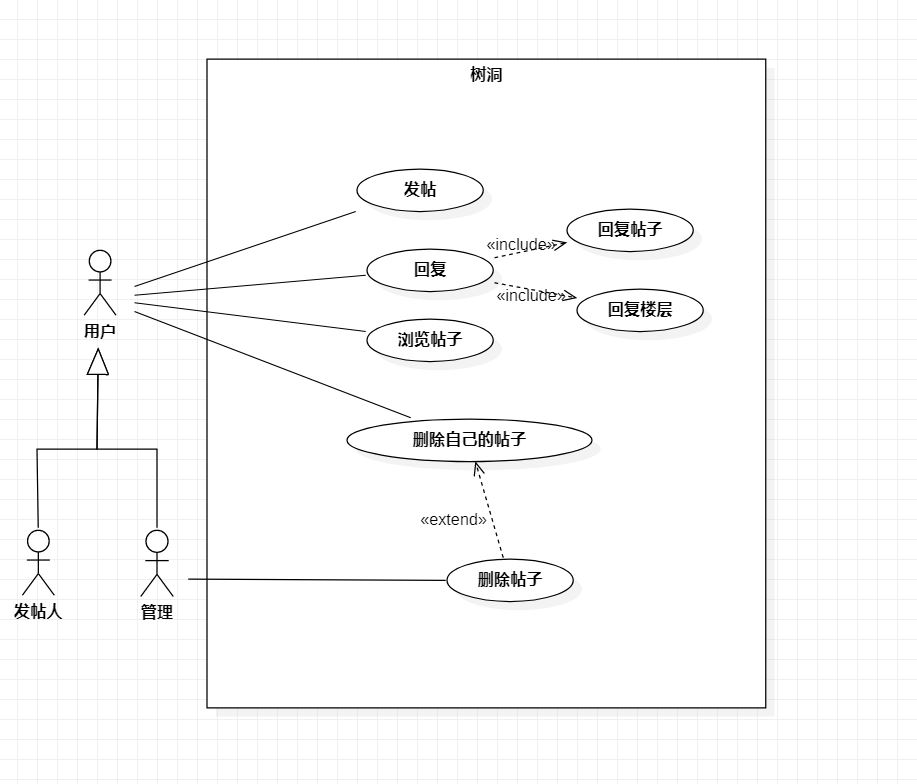 树洞
发帖
回复帖子
«include»
回复
«include»
回复楼层
用户
浏览帖子
删除自己的帖子
«extend»
删除帖子
发帖人
管理